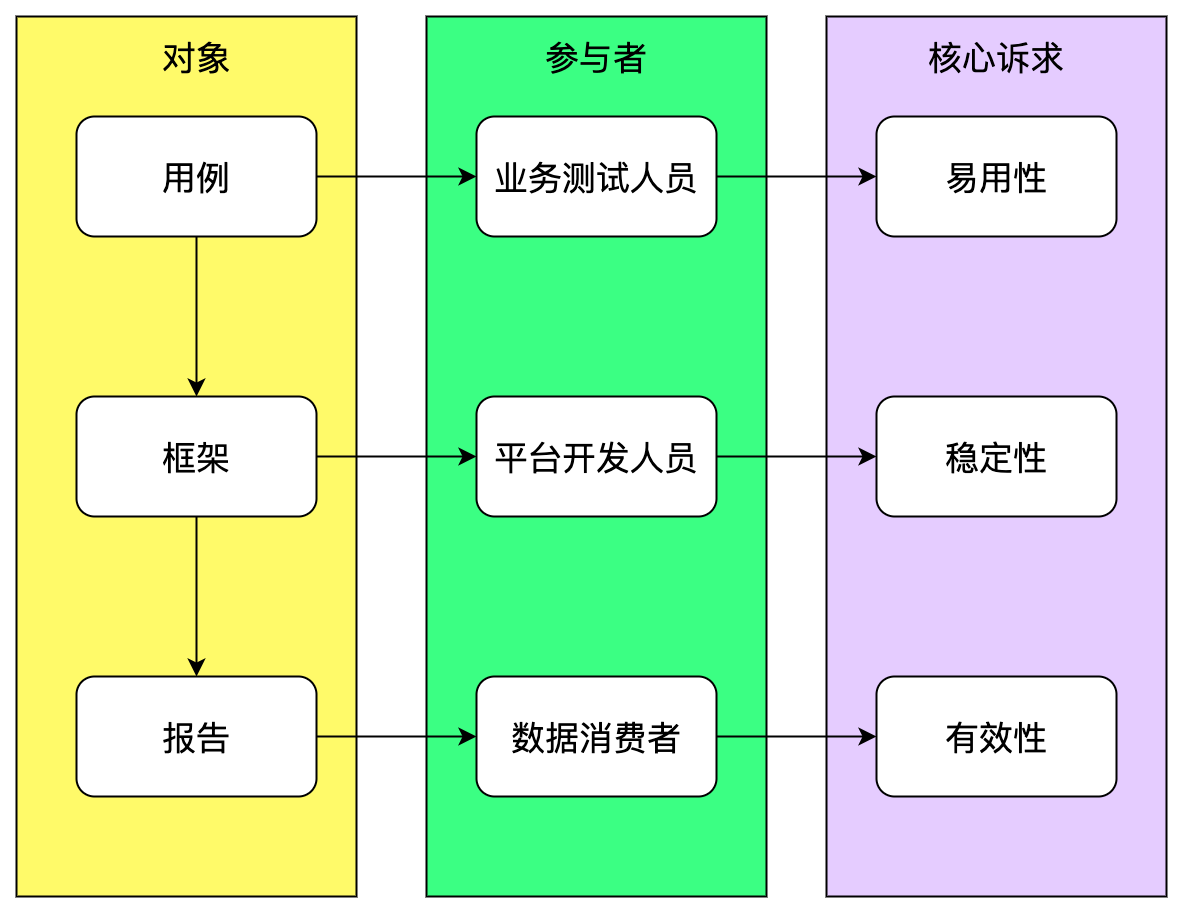 对象
参与者
核心诉求
用例
业务测试人员
易用性
框架
平台开发人员
稳定性
报告
数据消费者
有效性